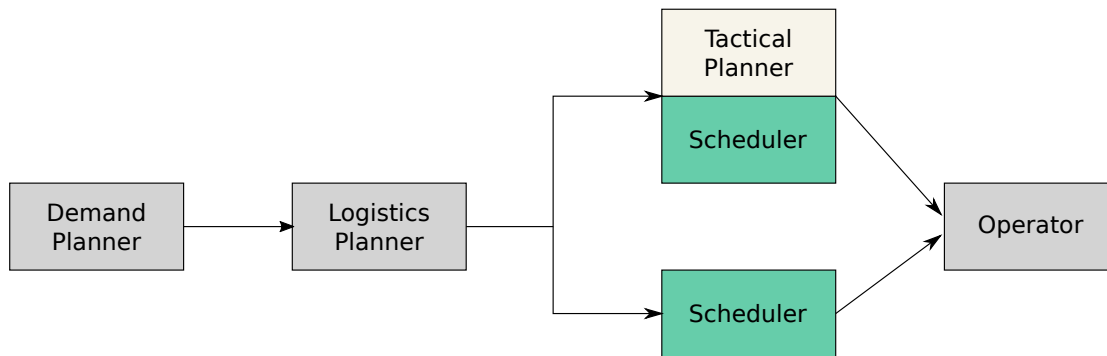 Demand
Planner
Logistics
Planner
Tactical
Planner
Scheduler
Scheduler
Operator